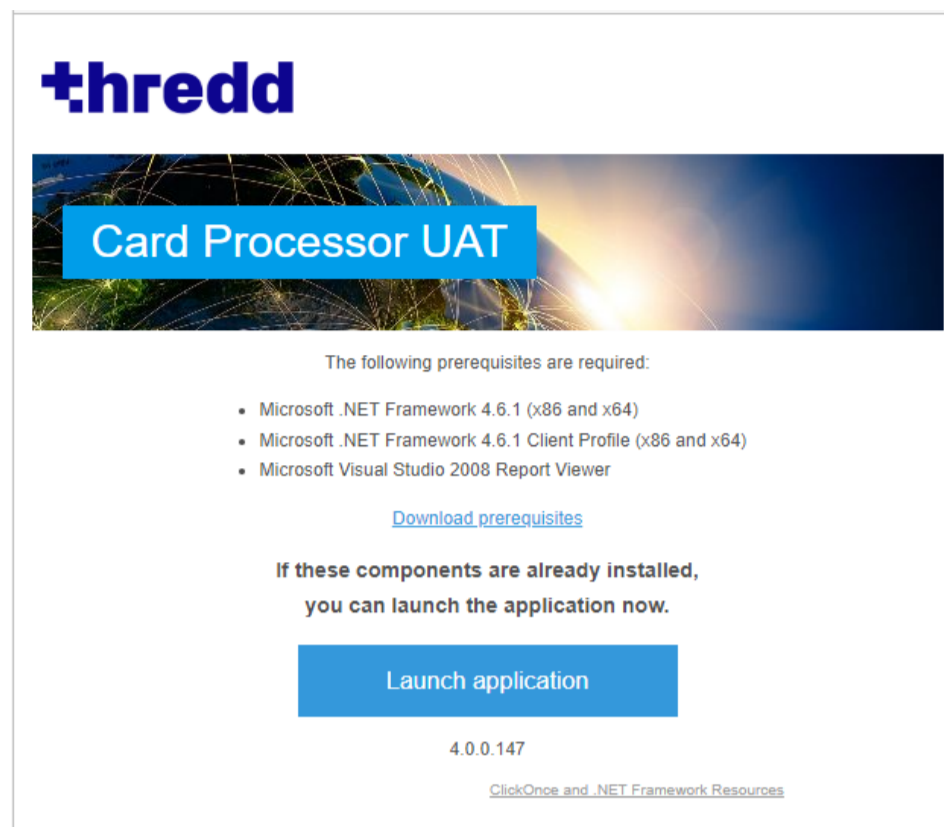 thredd
Card Processor UAT
The following prerequisites are required:
• Microsoft .NET Framework 4.6.1 (x86 and x64)
• Microsoft .NET Framework 4.6.1 Client Profile (x86 and x64)
• Microsoft Visual Studio 2008 Report Viewer
Download prerequisites
If these components are already installed,
you can launch the application now.
Launch application
4.0.0.147
ClickOnce and .NET Framework Resources